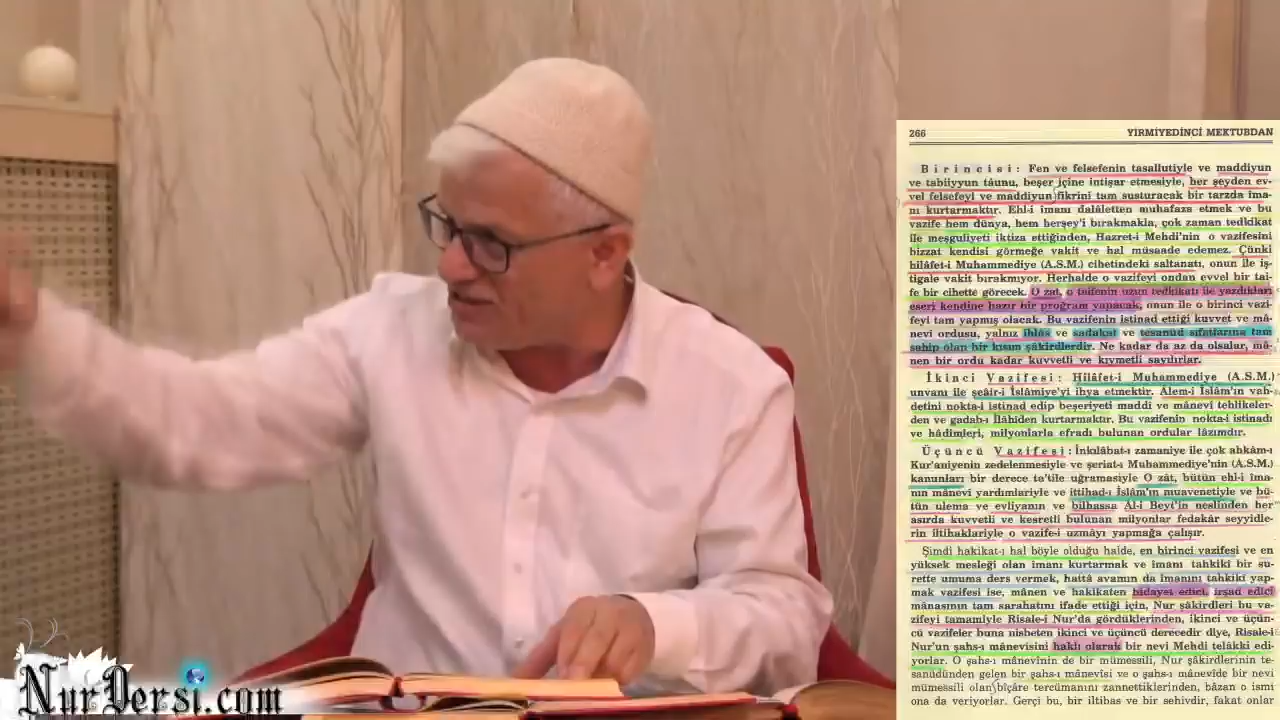 266 YİRMİYEDİNCİ MEKTUBDAN
Birincisi: Fen ve felsefenin tasallutiyle ve maddiyun
ve tabiiyyun tâunu, beşer içine intişar etmesiyle, her şeyden ev-
vel felsefeyi ve maddiyun fikrini tam susturacak bir tarzda îma-
nı kurtarmaktır. Ehl-i îmanı dalâletten muhafaza etmek ve bu
vazife hem dünya, hem herşey'i bırakmakla, çok zaman tedkikat
ile meşguliyeti iktiza ettiğinden, Hazret-i Mehdi'nin o vazifesini
bizzat kendisi görmeğe vakit ve hal müsaade edemez. Çünki
hilâfet-i Muhammediye (A.S.M.) cihetindeki saltanatı, onun ile iş-
tigale vakit bırakmıyor. Herhalde o vazifeyi ondan evvel bir tai-
fe bir cihette görecek. O zat, o taifenin uzun tedkikatı ile yazdıkları
eseri kendine hazır bir proğram yapacak, onun ile o birinci vazi-
feyi tam yapmış olacak. Bu vazifenin istinad ettiği kuvvet ve mâ-
nevi ordusu, yalnız ihlâs ve sadakat ve tesanüd sıfatlarına tam
sahip olan bir kısım şâkirdlerdir. Ne kadar da az da olsalar, mâ-
nen bir ordu kadar kuvvetli ve kıymetli sayılırlar.
İkinci Vazifesi: Hilâfet-i Muhammediye (A.S.M.)
unvanı ile şeâir-i İslâmiye'yi ihya etmektir. Âlem-i İslâm'ın vah-
detini nokta-i istinad edip beşeriyeti maddi ve mânevi tehlikeler-
den ve gadab-ı İlâhiden kurtarmaktır. Bu vazifenin nokta-i istinadı
ve hâdimleri, milyonlarla efradı bulunan ordular lâzımdır.
Üçüncü Vazifesi: İnkılâbat-ı zamaniye ile çok ahkâm-ı
Kur'aniyenin zedelenmesiyle ve şeriat-ı Muhammediye'nin (A.S.M.)
kanunları bir derece ta'tile uğramasiyle O zât, bütün ehl-i îma-
nın mânevi yardımlariyle ve ittihad-ı İslâm'ın muavenetiyle ve bü-
tün ulema ve evliyanın ve bilhassa Âl-i Beyt'in neslinden her
asırda kuvvetli ve kesretli bulunan milyonlar fedakâr seyyidle-
rin iltihaklariyle o vazife-i uzmâyı yapmağa çalışır.
Şimdi hakikat-ı hal böyle olduğu halde, en birinci vazifesi ve en
yüksek mesleği olan îmanı kurtarmak ve îmanı tahkikî bir su-
rette umuma ders vermek, hattâ avamın da îmanını tahkikî yap-
mak vazifesi ise, mânen ve hakikaten hidayet edici, irşad edici
mânasının tam sarahatını ifade ettiği için, Nur şâkirdleri bu va-
zifeyi tamamiyle Risale-i Nur'da gördüklerinden, ikinci ve üçün-
cü vazifeler buna nisbeten ikinci ve üçüncü derecedir diye, Risale-i
Nur'un şahs-ı mânevisini haklı olarak bir nevi Mehdi telâkki edi-
yorlar. O şahs-ı mânevînin de bir mümessili, Nur şâkirdlerinin te-
sanüdünden gelen bir şahs-ı mânevîsi ve o şahs-ı mânevîde bir nevi
mümessili olan biçâre tercümanını zannettiklerinden, bâzan o ismi
ona da veriyorlar. Gerçi bu, bir iltibas ve bir sehivdir, fakat onlar
NurDersi.com